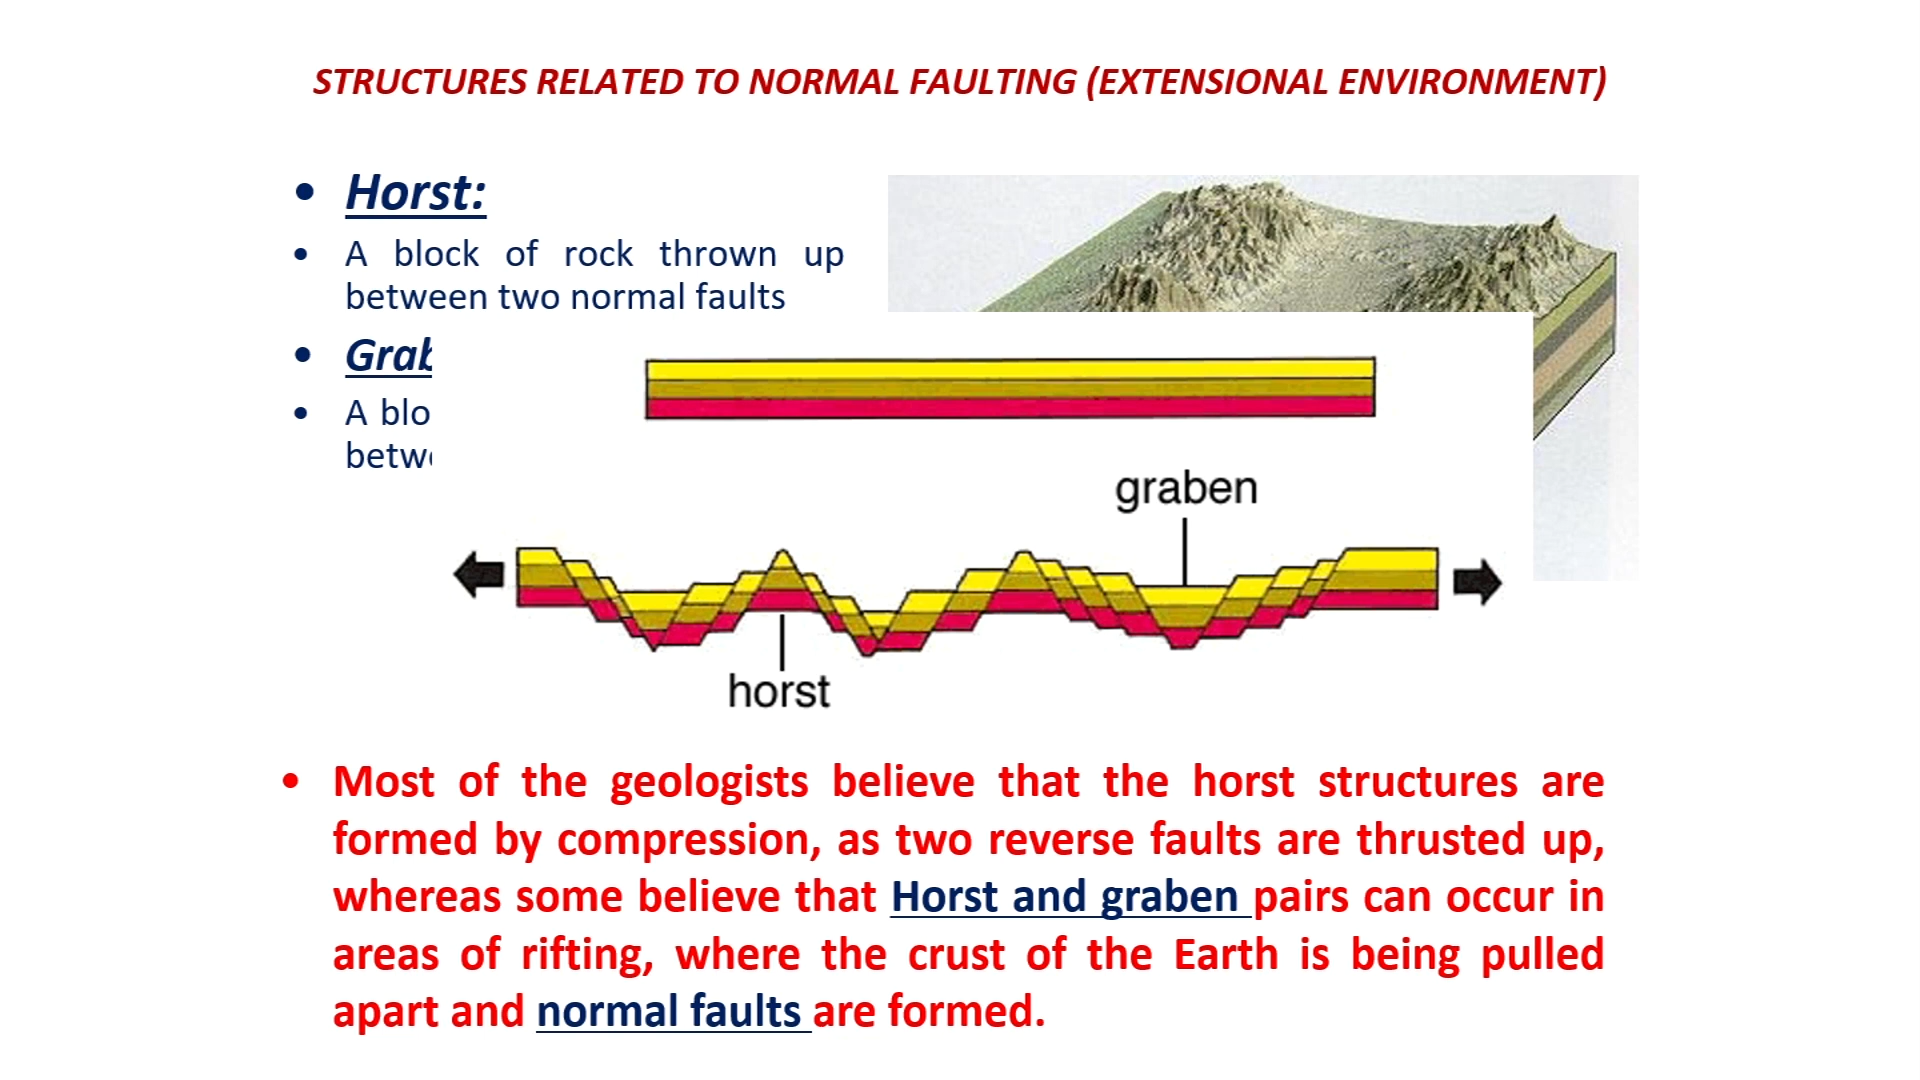 STRUCTURES RELATED TO NORMAL FAULTING (EXTENSIONAL ENVIRONMENT)
• Horst:
• A block of rock thrown up
between two normal faults
•
• A
graben
horst
• Most of the geologists believe that the horst structures are
formed by compression, as two reverse faults are thrusted up,
whereas some believe that Horst and graben pairs can occur in
areas of rifting, where the crust of the Earth is being pulled
apart and normal faults are formed.